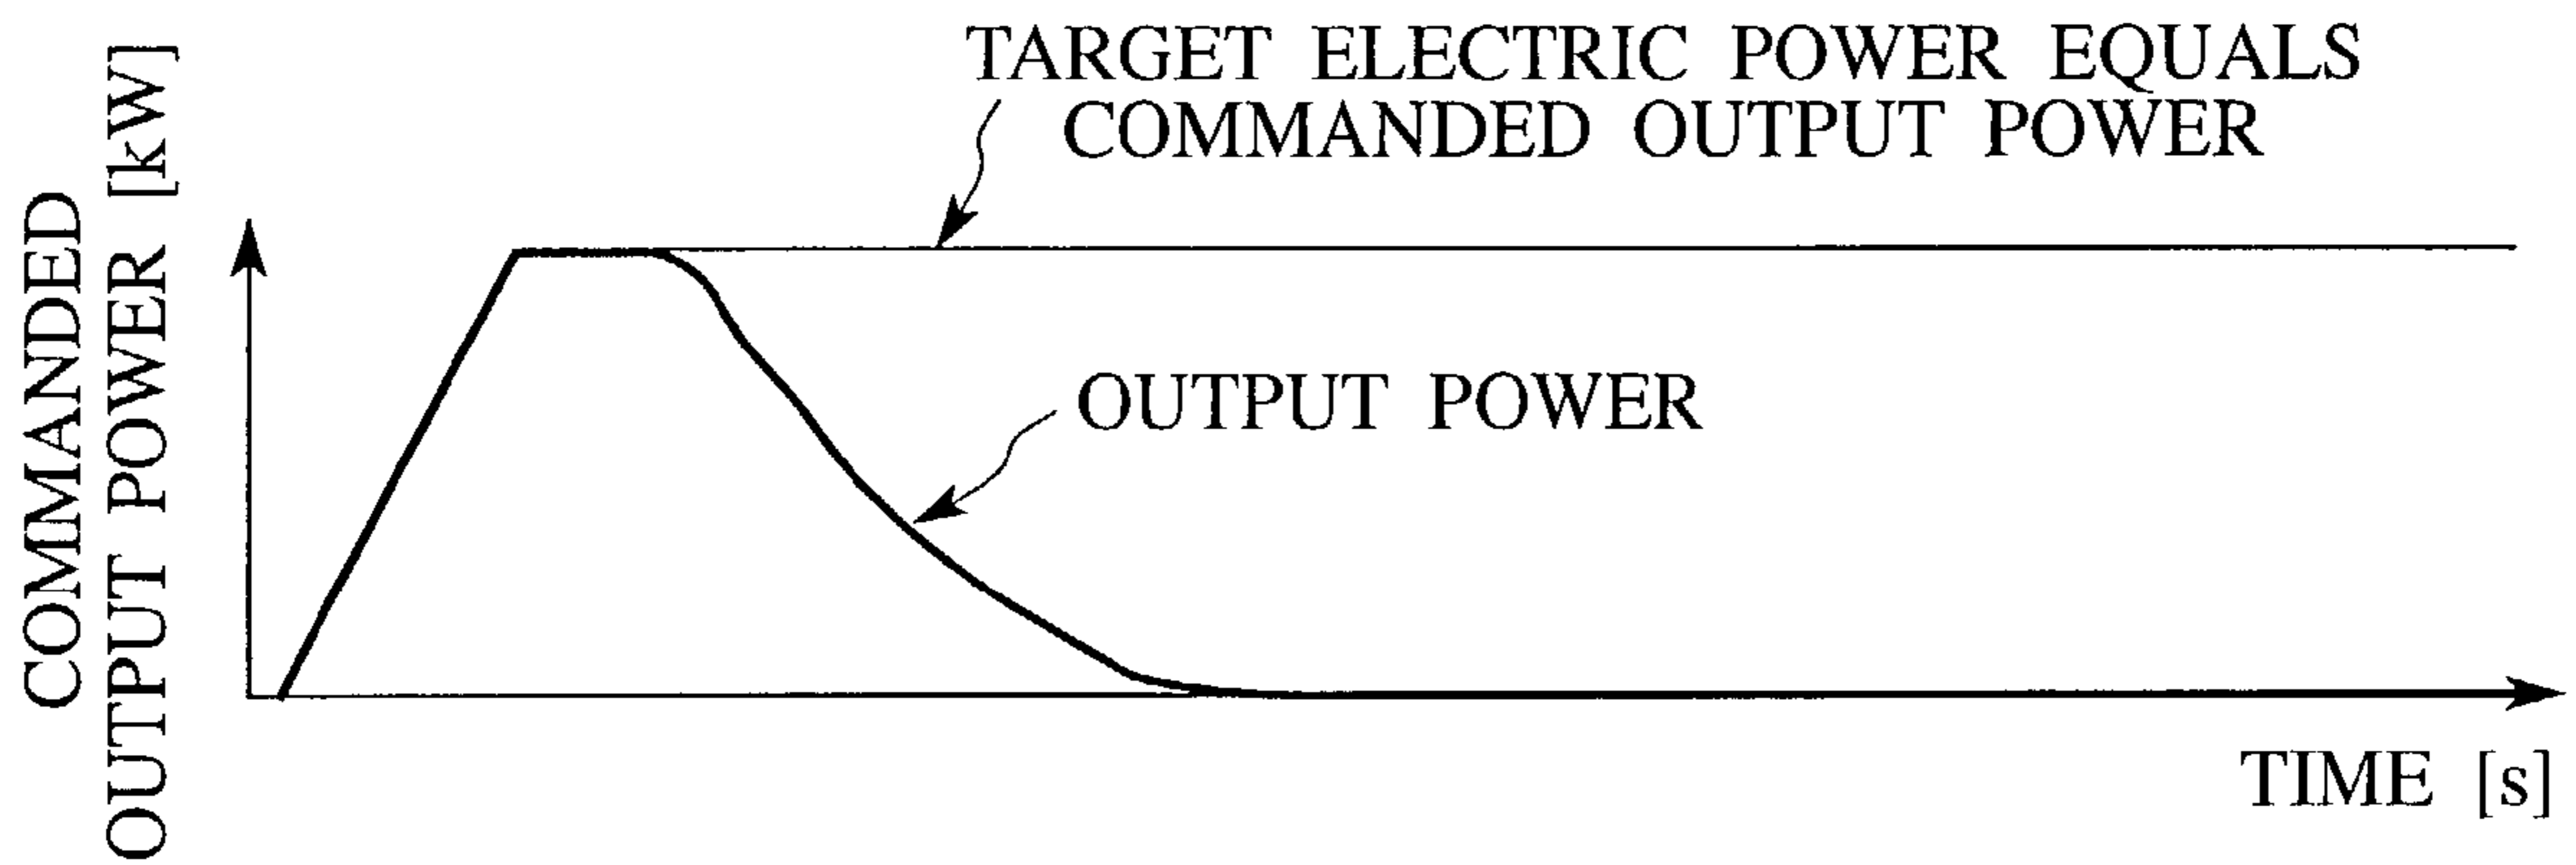 TARGET ELECTRIC POWER EQUALS
COMMANDED OUTPUT POWER
COMMANDED
OUTPUT POWER [kW]
OUTPUT POWER
TIME [s]